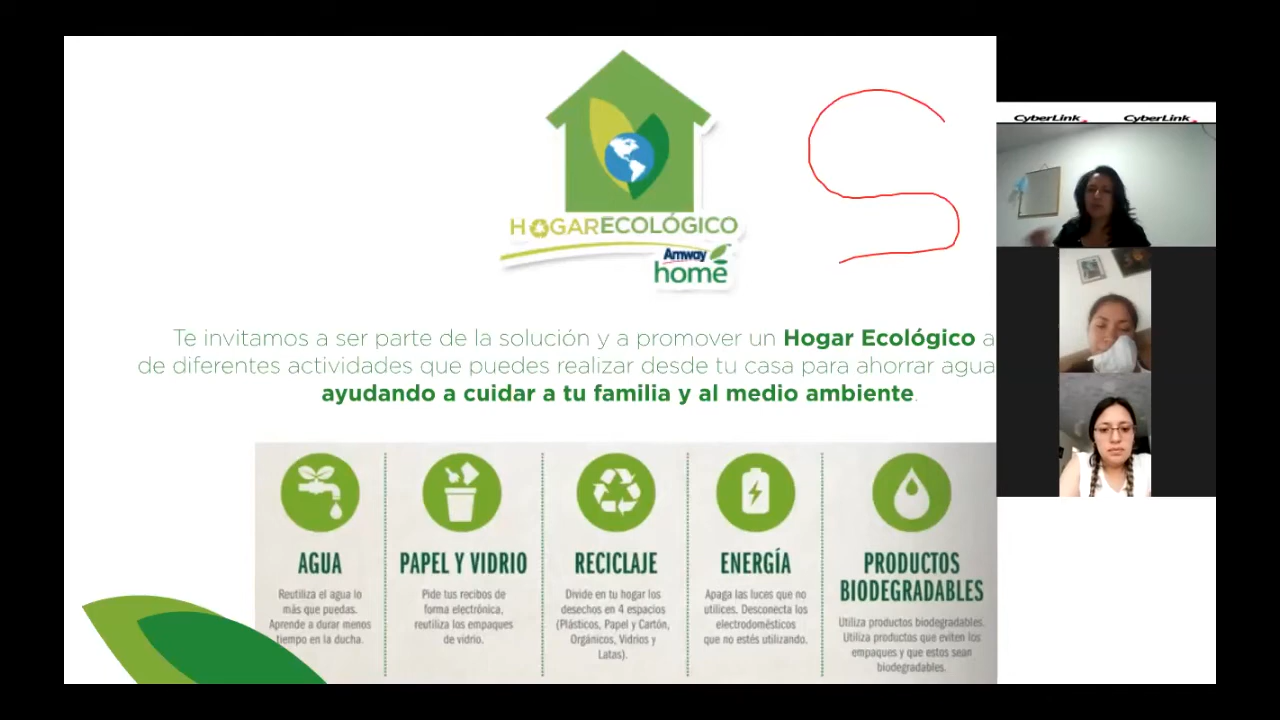 CyberLink CyberLink
HOGARECOLÓGICO
Amway
home
Te invitamos a ser parte de la solución y a promover un Hogar Ecológico a
de diferentes actividades que puedes realizar desde tu casa para ahorrar agua
ayudando a cuidar a tu familia y al medio ambiente.
AGUA
Reutiliza el agua lo
más que puedas.
Aprende a durar menos
tiempo en la ducha.
PAPEL Y VIDRIO
Pide tus recibos de
forma electrónica,
reutiliza los empaques
de vidrio.
RECICLAJE
Divide en tu hogar los
desechos en 4 espacios
(Plásticos, Papel y Cartón,
Orgánicos, Vidrios y
Latas).
ENERGÍA
Apaga las luces que no
utilices. Desconecta los
electrodomésticos
que no estés utilizando.
PRODUCTOS
BIODEGRADABLES
Utiliza productos biodegradables.
Utiliza productos que eviten los
empaques y que estos sean
biodegradables.